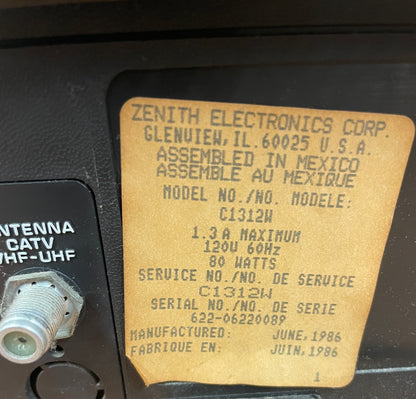 ZENITH ELECTRONICS CORP.
GLENVIEW, IL. 60025 U.S.A.
ASSEMBLED IN MEXICO
ASSEMBLE AU MEXIQUE
MODEL NO./NO. MODELE:
C1312W
1.3 A MAXIMUM
120V 60Hz
80 WATTS
SERVICE NO./NO. DE SERVICE
C1312W
SERIAL NO./NO. DE SERIE
622-06220089
MANUFACTURED: JUNE, 1986
FABRIQUE EN: JUIN, 1986
1
ANTENNA
CATV
VHF-UHF